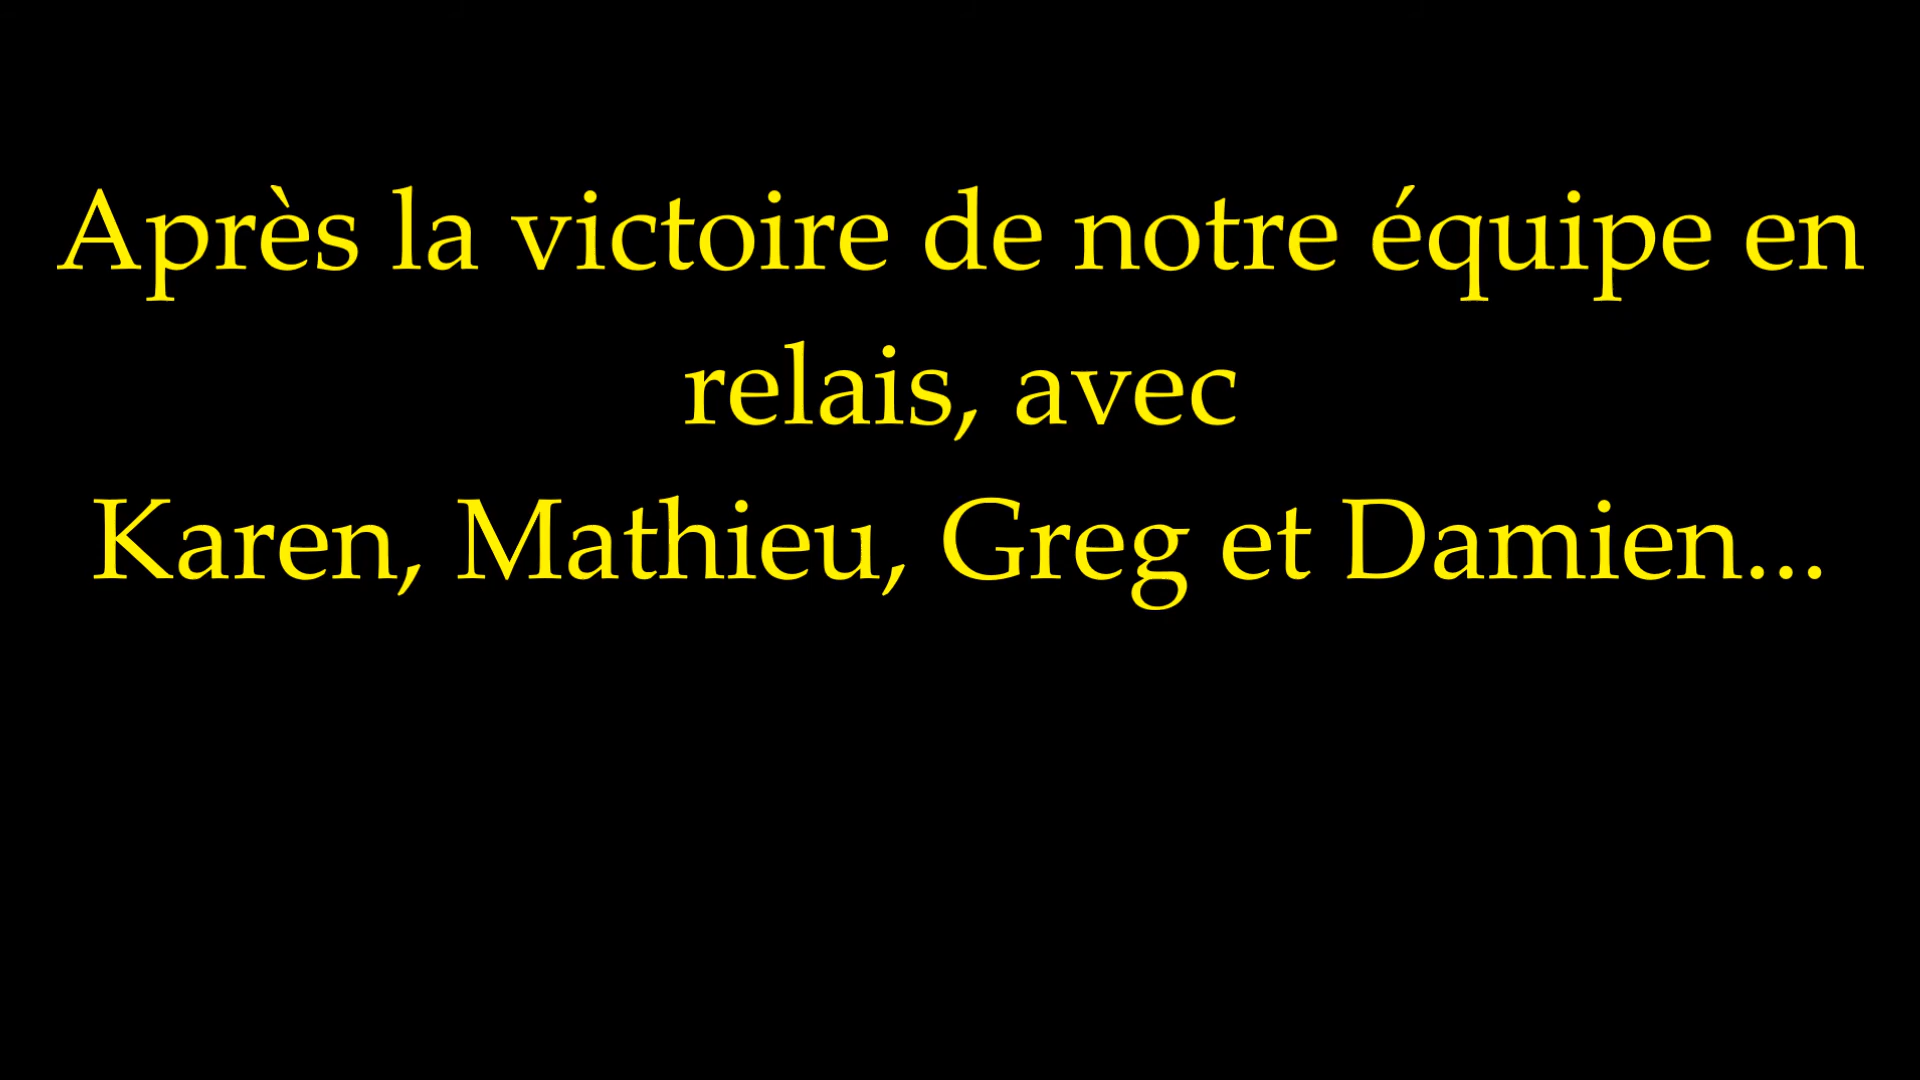 Après la victoire de notre équipe en
relais, avec
Karen, Mathieu, Greg et Damien...